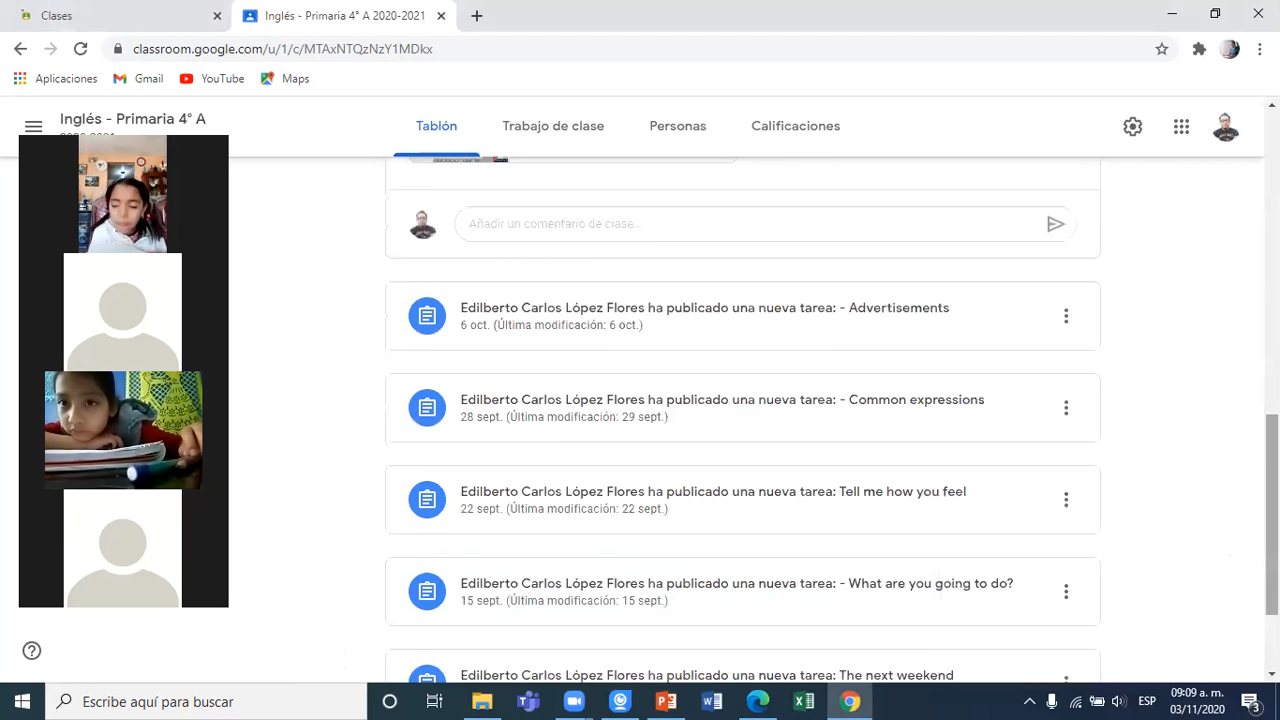 Clases
Inglés - Primaria 4° A 2020-2021
classroom.google.com/u/1/c/MTAxNTQzNzY1MDkx
Aplicaciones
Gmail
YouTube
Maps
Inglés - Primaria 4° A
Tablón
Trabajo de clase
Personas
Calificaciones
Añadir un comentario de clase...
Edilberto Carlos López Flores ha publicado una nueva tarea: - Advertisements
6 oct. (Última modificación: 6 oct.)
Edilberto Carlos López Flores ha publicado una nueva tarea: - Common expressions
28 sept. (Última modificación: 29 sept.)
Edilberto Carlos López Flores ha publicado una nueva tarea: Tell me how you feel
22 sept. (Última modificación: 22 sept.)
Edilberto Carlos López Flores ha publicado una nueva tarea: - What are you going to do?
15 sept. (Última modificación: 15 sept.)
Edilberto Carlos López Flores ha publicado una nueva tarea: The next weekend
Escribe aquí para buscar
ESP
09:09 a. m.
03/11/2020
3